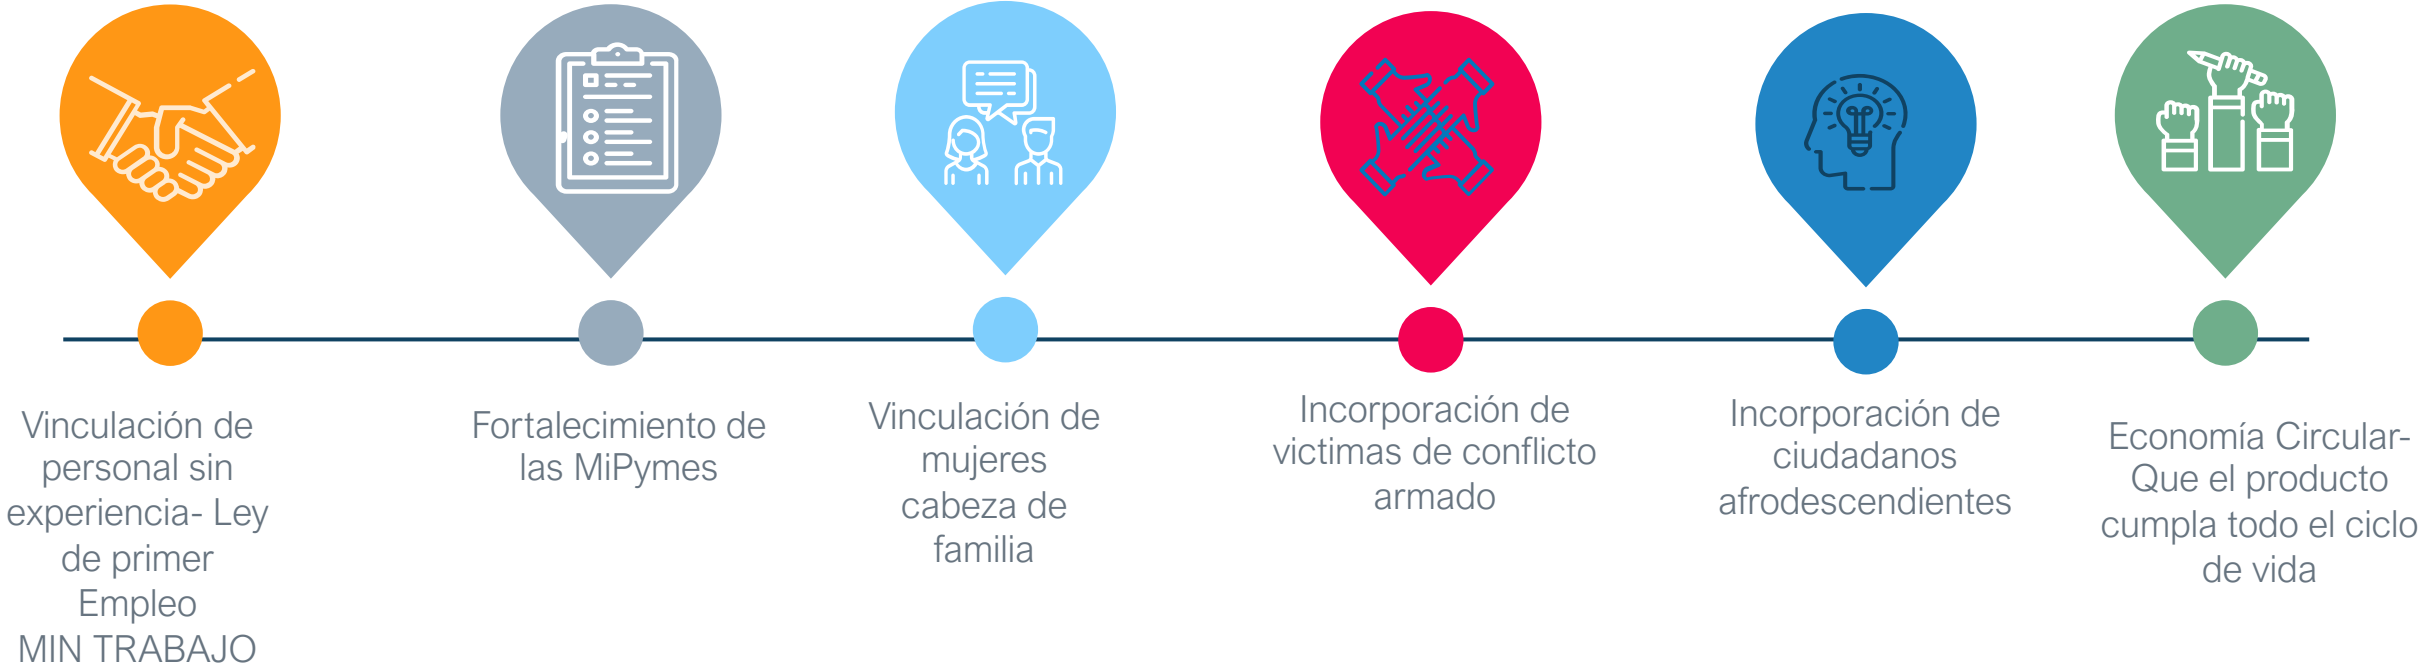 Vinculación de
personal sin
experiencia- Ley
de primer
Empleo
MIN TRABAJO
Fortalecimiento de
las MiPymes
Vinculación de
mujeres
cabeza de
familia
Incorporación de
victimas de conflicto
armado
Incorporación de
ciudadanos
afrodescendientes
Economía Circular-
Que el producto
cumpla todo el ciclo
de vida